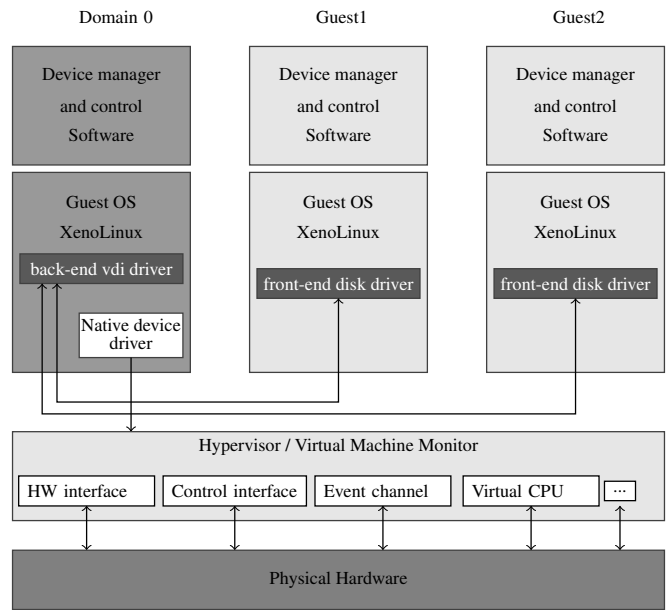 Domain 0
Guest1
Guest2
Device manager
and control
Software
Device manager
and control
Software
Device manager
and control
Software
Guest OS
XenoLinux
back-end vdi driver
Native device
driver
Guest OS
XenoLinux
front-end disk driver
Guest OS
XenoLinux
front-end disk driver
Hypervisor / Virtual Machine Monitor
HW interface
Control interface
Event channel
Virtual CPU
...
Physical Hardware